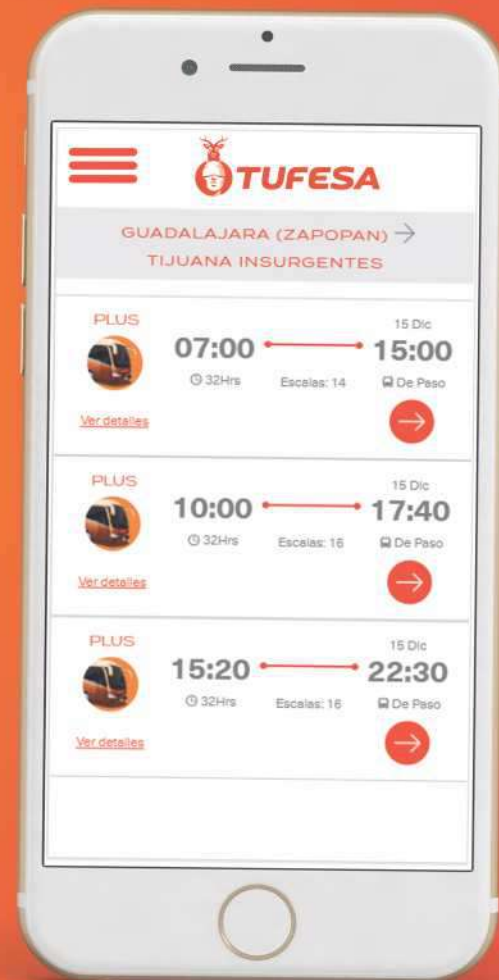 TUFESA
GUADALAJARA (ZAPOPAN) →
TIJUANA INSURGENTES
PLUS
15 Dic
07:00 15:00
32Hrs Escalas: 14 De Paso
Ver detalles
PLUS
15 Dic
10:00 17:40
32Hrs Escalas: 16 De Paso
Ver detalles
PLUS
15 Dic
15:20 22:30
32Hrs Escalas: 16 De Paso
Ver detalles